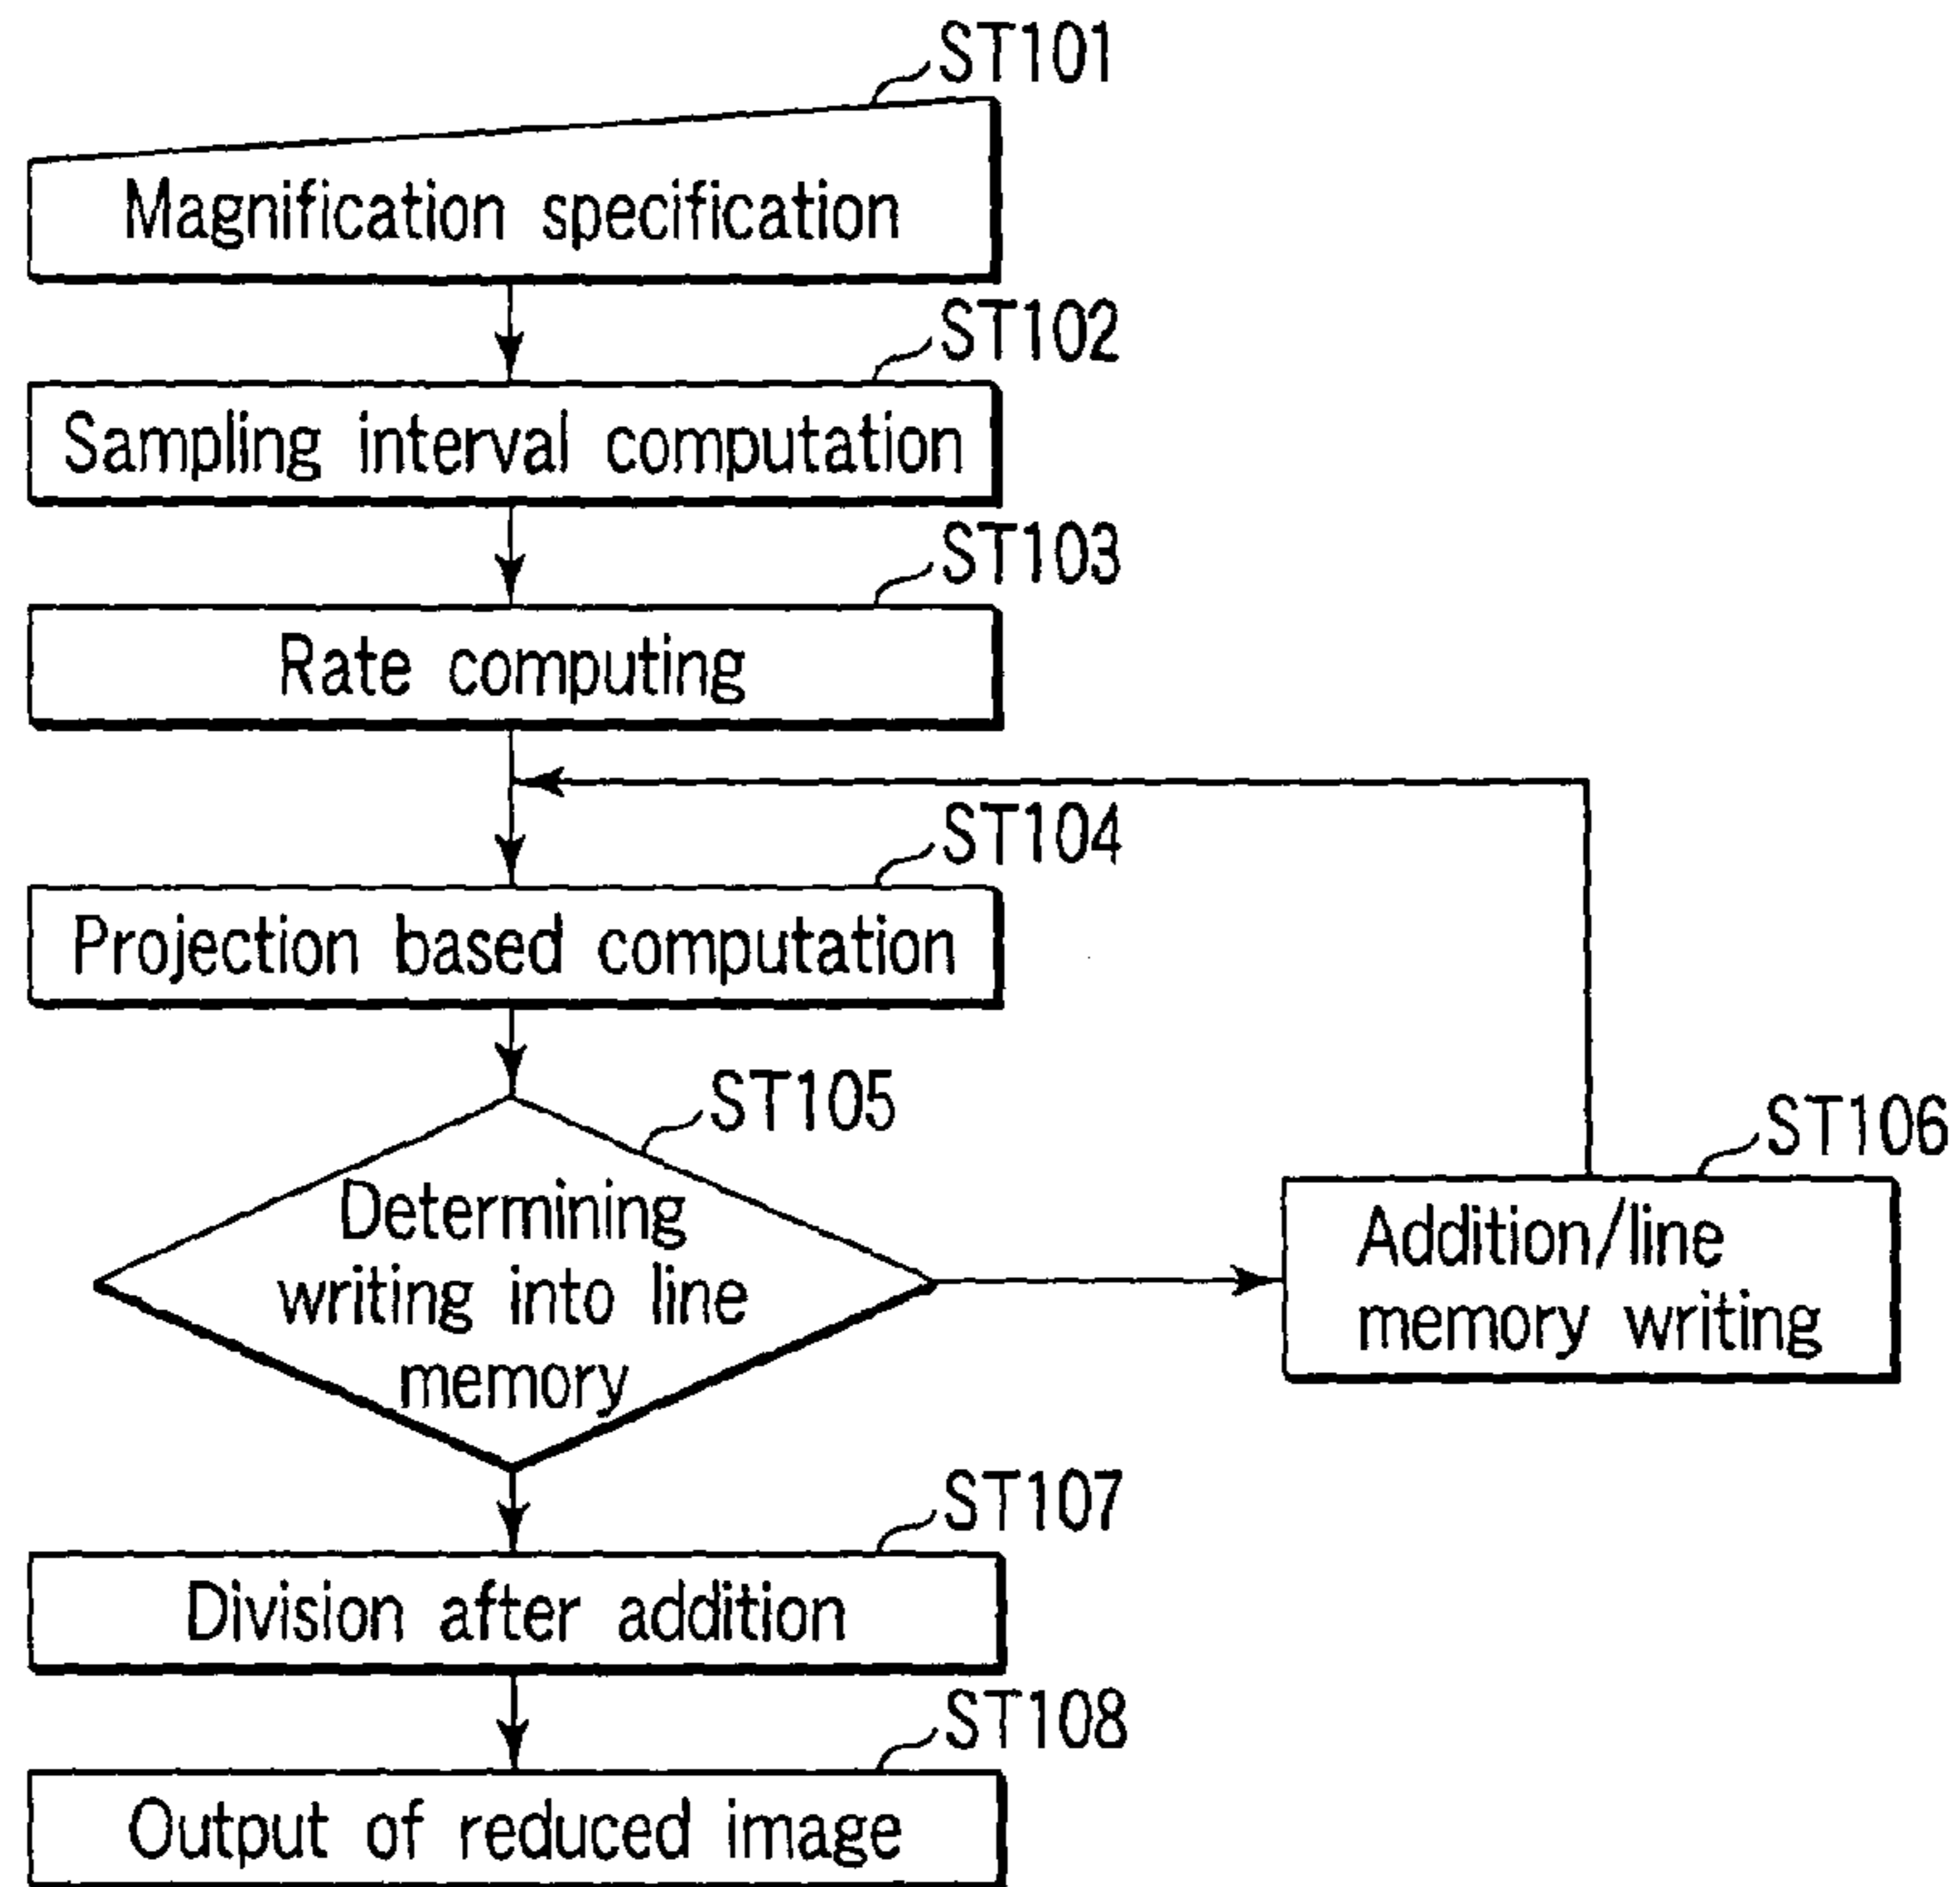 ST101
Magnification specification
ST102
Sampling interval computation
ST103
Rate computing
ST104
Projection based computation
ST105
Determining
writing into line
memory
ST106
Addition/line
memory writing
ST107
Division after addition
ST108
Output of reduced image